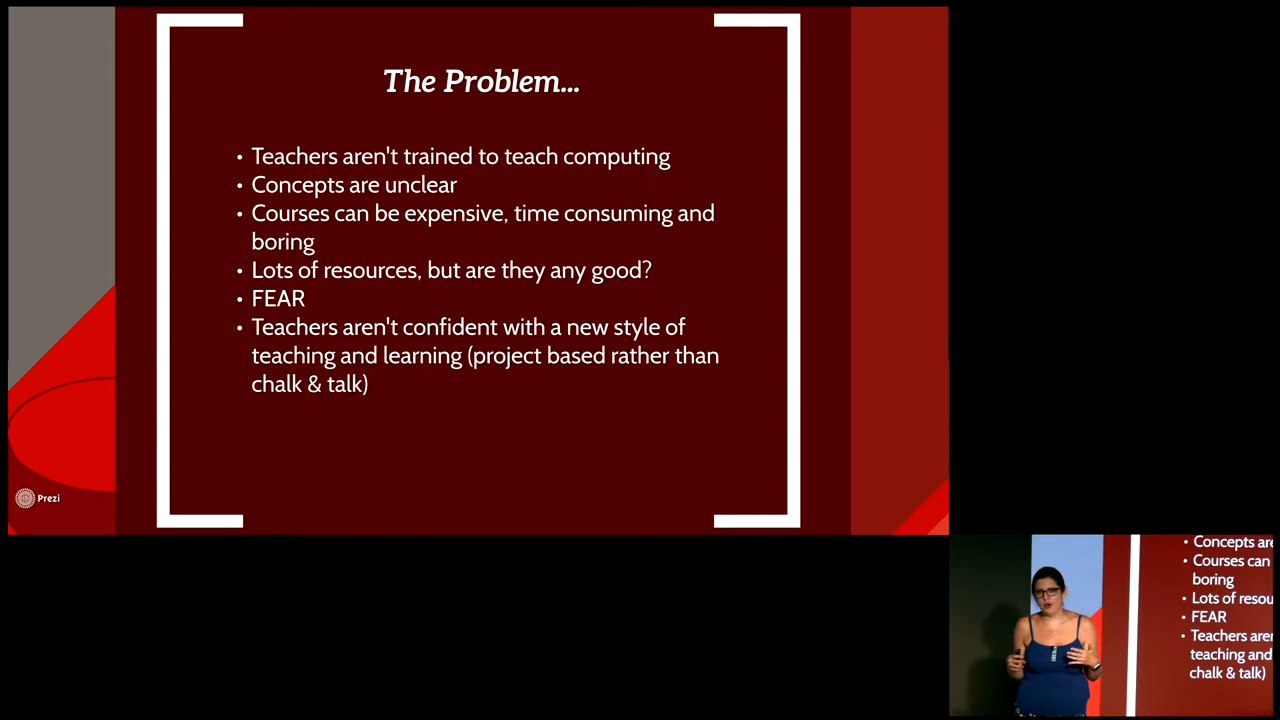 The Problem...
• Teachers aren't trained to teach computing
• Concepts are unclear
• Courses can be expensive, time consuming and
boring
• Lots of resources, but are they any good?
• FEAR
• Teachers aren't confident with a new style of
teaching and learning (project based rather than
chalk & talk)
Prezi
• Concepts are
• Courses can
boring
• Lots of resou
• FEAR
• Teachers arer
teaching and
chalk & talk)